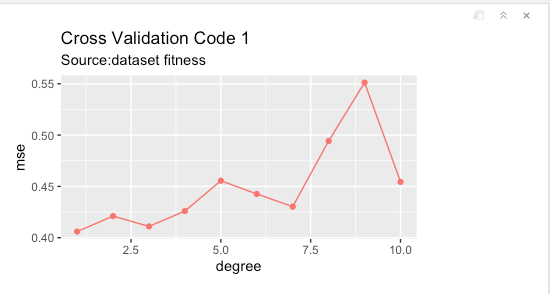 Cross Validation Code 1
Source:dataset fitness
0.55
0.50
0.45
0.40
mse
2.5 5.0 7.5 10.0
degree